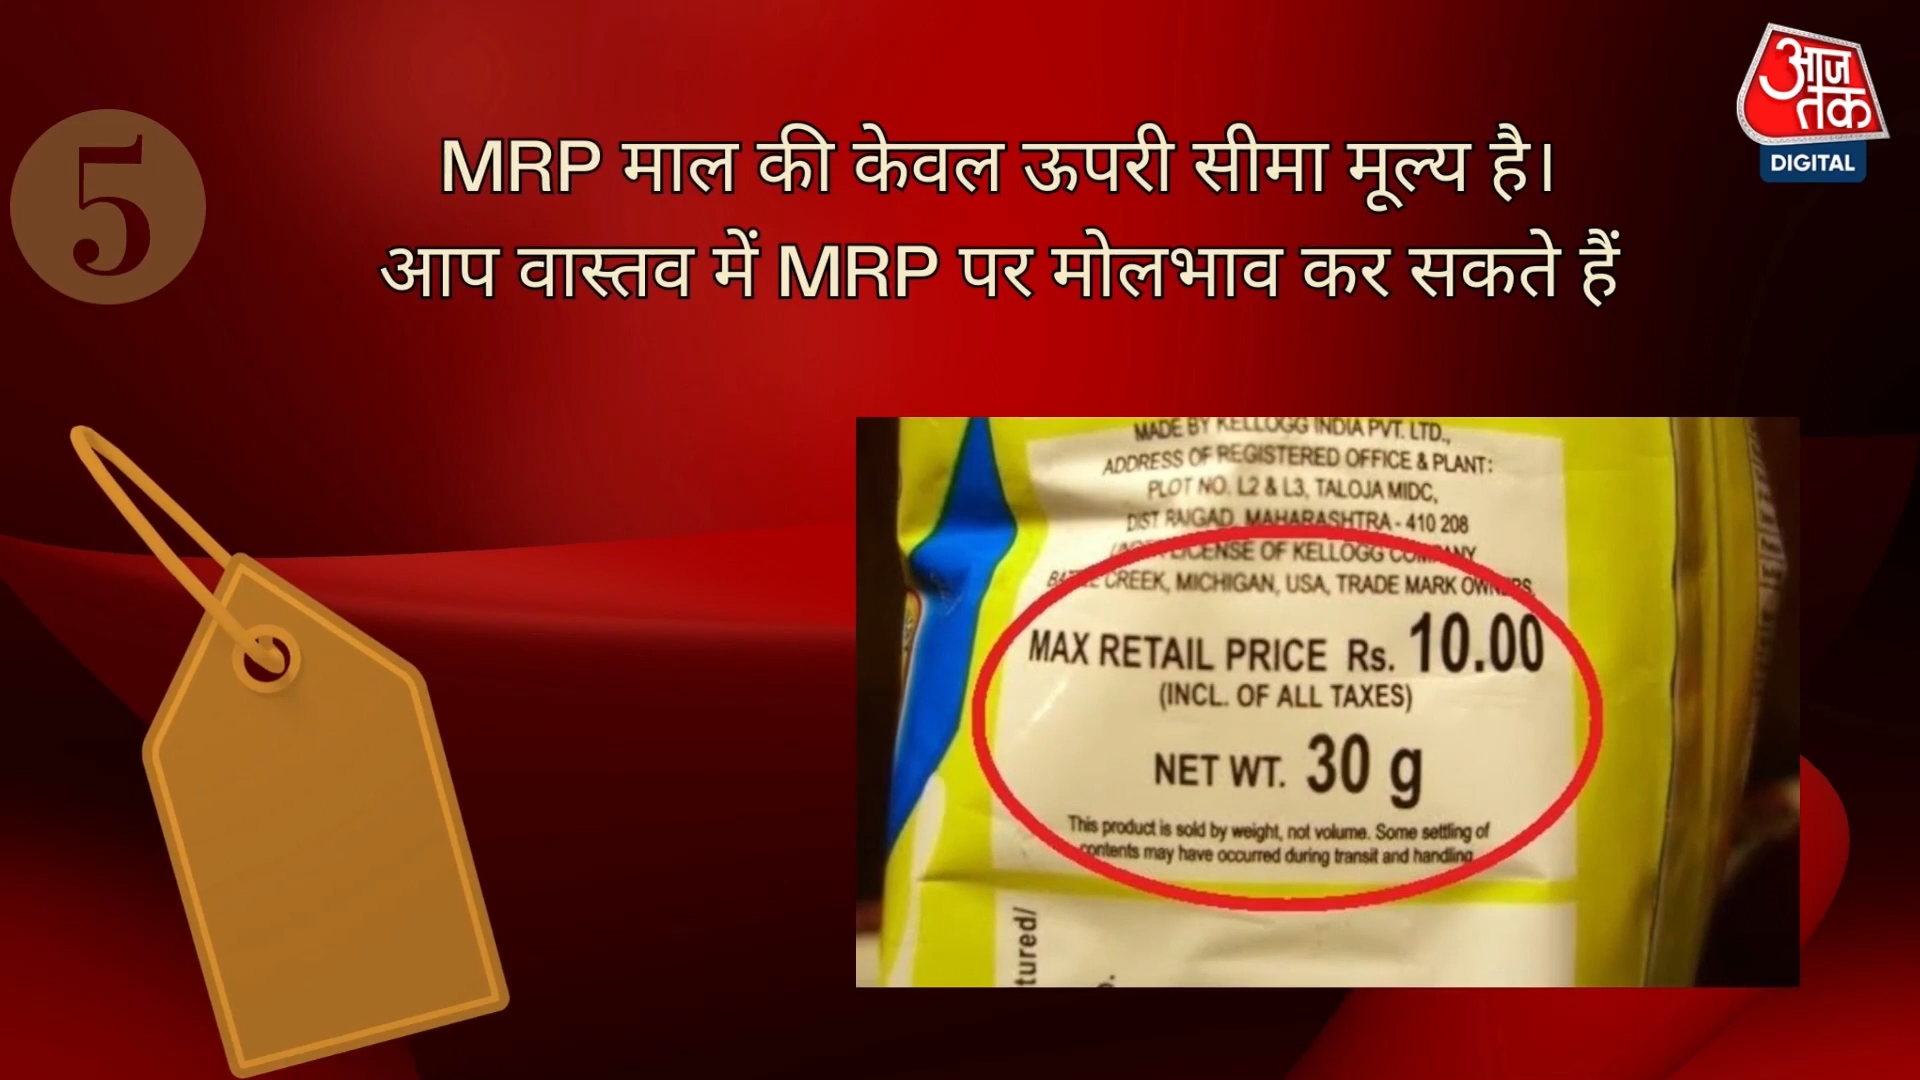 5
MRP माल की केवल ऊपरी सीमा मूल्य है।
आप वास्तव में MRP पर मोलभाव कर सकते हैं
आज
तक
DIGITAL
MADE BY KELLOGG INDIA PVT. LTD.,
ADDRESS OF REGISTERED OFFICE & PLANT:
PLOT NO. L2 & L3, TALOJA MIDC,
DIST RAIGAD MAHARASHTRA - 410 208
LICENSE OF KELLOGG COMPANY
CREEK, MICHIGAN, USA, TRADE MARK OWNERS.
MAX RETAIL PRICE Rs. 10.00
(INCL. OF ALL TAXES)
NET WT. 30 g
This product is sold by weight, not volume. Some settling of
contents may have occurred during transit and handling
tured/